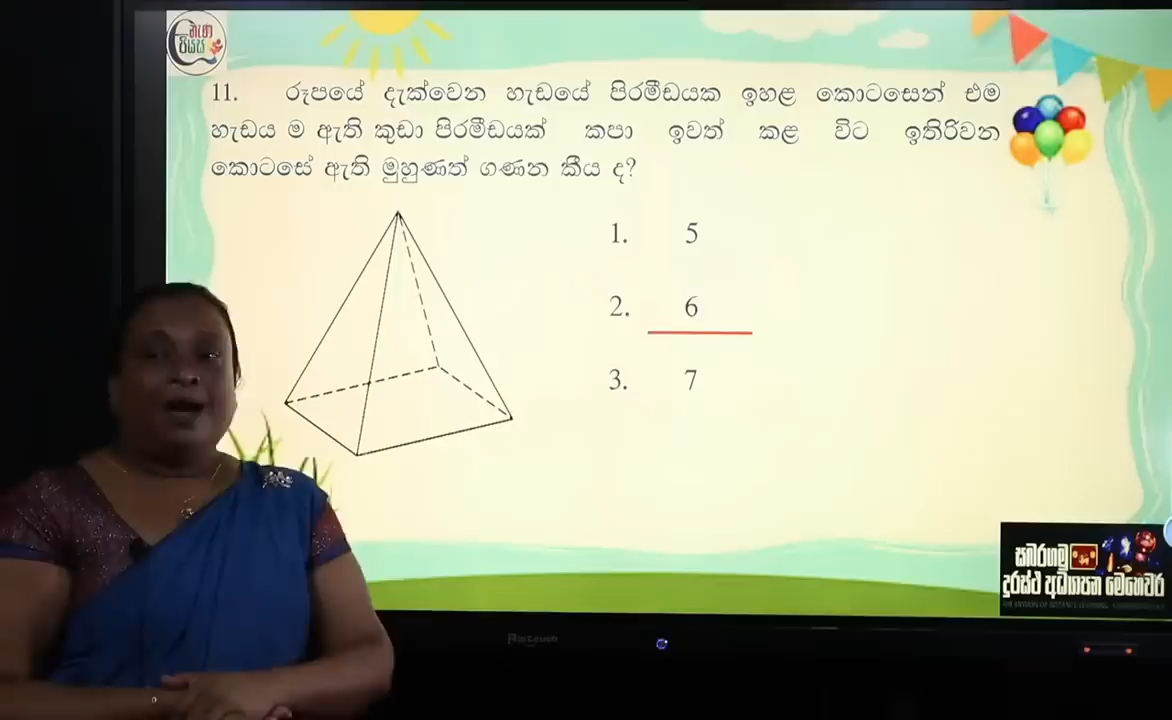 නැණ
පියස
11. රූපයේ දැක්වෙන හැඩයේ පිරමීඩයක ඉහළ කොටසෙන් එම
හැඩය ම ඇති කුඩා පිරමීඩයක් කපා ඉවත් කළ විට ඉතිරිවන
කොටසේ ඇති මුහුණත් ගණන කීය ද?
1. 5
2. 6
3. 7
සබරගමු
දුරස්ථ අධ්‍යාපන මෙහෙවර